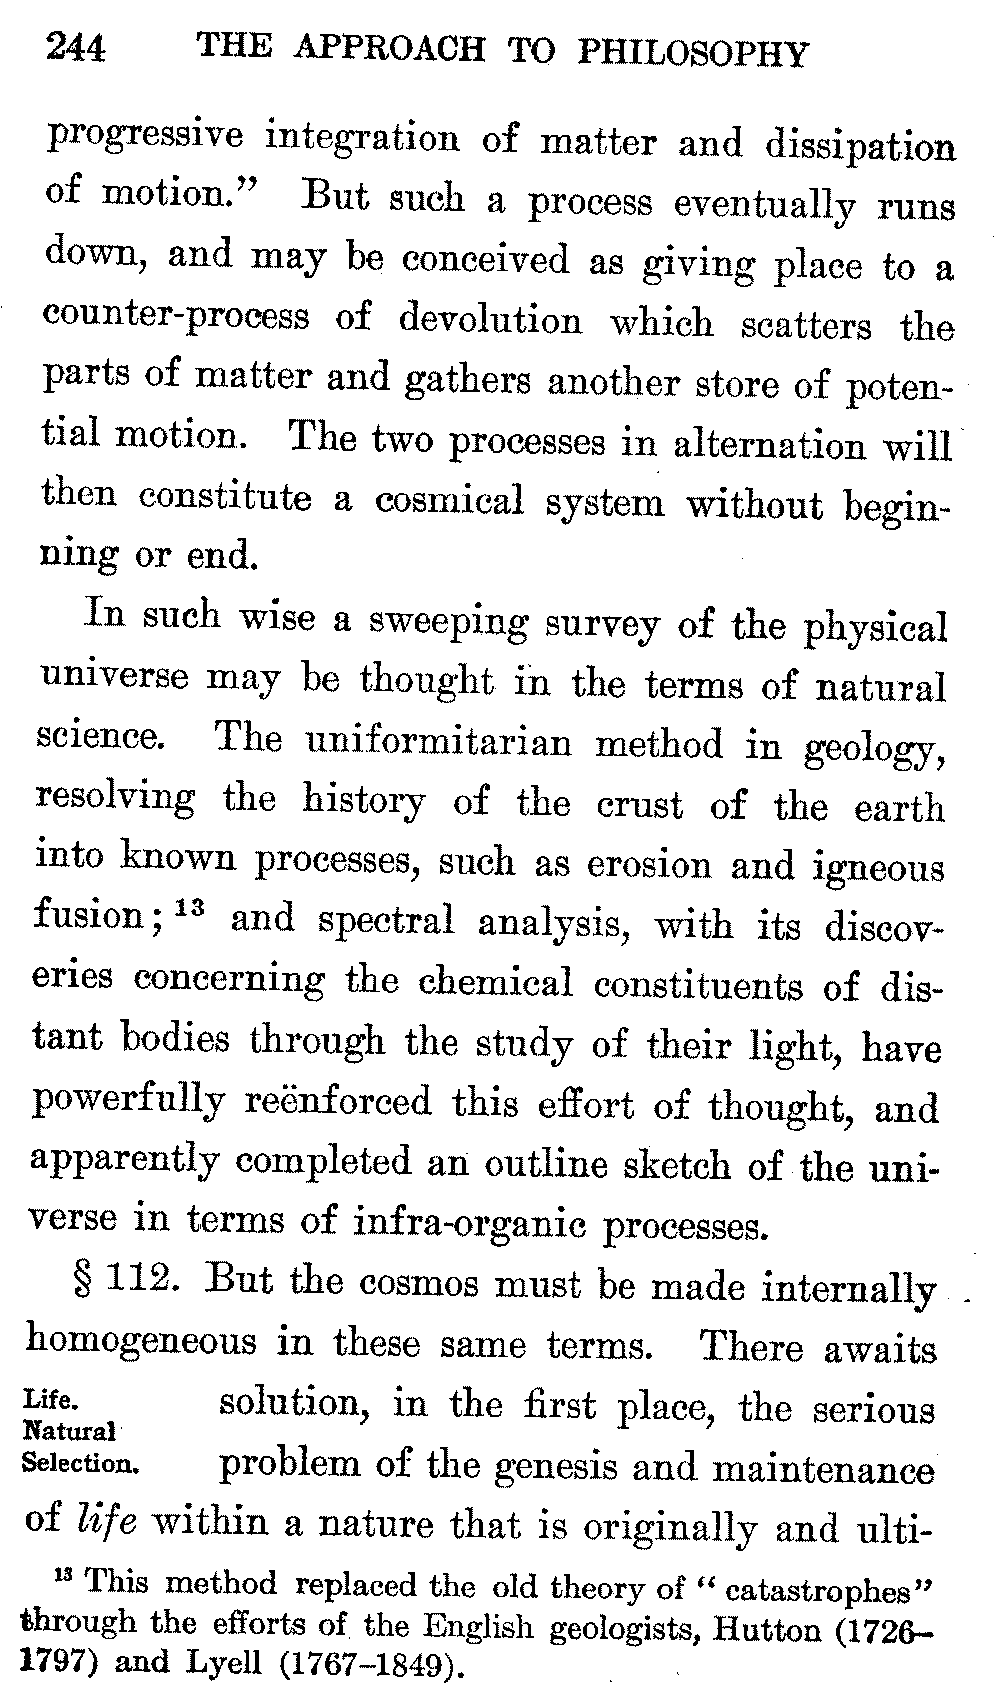 244 THE APPROACH TO PHILOSOPHY
progressive integration of matter and dissipation
of motion.” But such a process eventually runs
down, and may be conceived as giving place to a
counter-process of devolution which scatters the
parts of matter and gathers another store of poten-
tial motion. The two processes in alternation will
then constitute a cosmical system without begin-
ning or end.
In such wise a sweeping survey of the physical
universe may be thought in the terms of natural
science. The uniformitarian method in geology,
resolving the history of the crust of the earth
into known processes, such as erosion and igneous
fusion; ¹³ and spectral analysis, with its discov-
eries concerning the chemical constituents of dis-
tant bodies through the study of their light, have
powerfully reënforced this effort of thought, and
apparently completed an outline sketch of the uni-
verse in terms of infra-organic processes.
§ 112. But the cosmos must be made internally
homogeneous in these same terms. There awaits
Life.
Natural
Selection.
solution, in the first place, the serious
problem of the genesis and maintenance
of life within a nature that is originally and ulti-
¹³ This method replaced the old theory of “ catastrophes”
through the efforts of the English geologists, Hutton (1726–
1797) and Lyell (1767–1849).